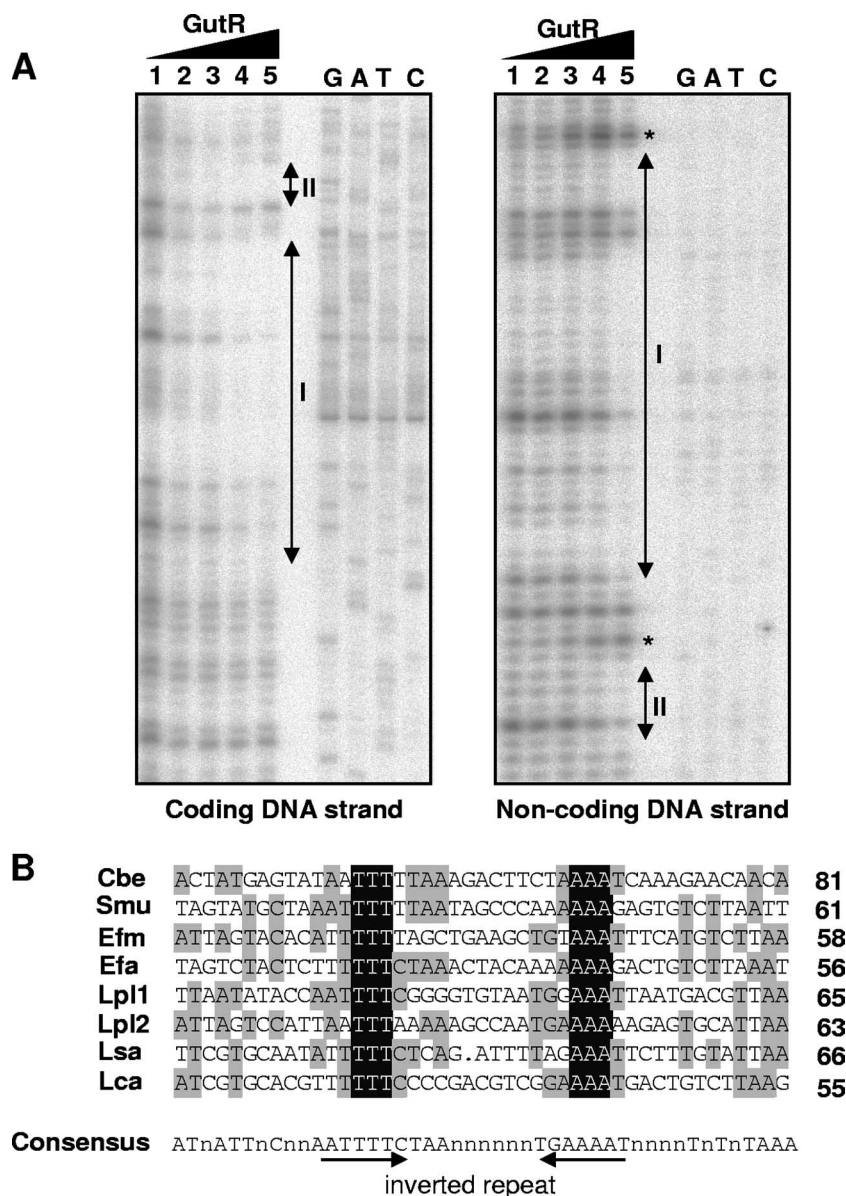 A
GutR
1 2 3 4 5 G A T C
II
I
Coding DNA strand
GutR
1 2 3 4 5 G A T C
*
I
*
II
Non-coding DNA strand
B
Cbe ACTATGAGTATAATTTTTAAAGACTTCTAAAATCAAAGAACAACA 81
Smu TAGTATGCTAAATTTTTTAATAGCCCAAAAAAGAGTGTCTTAATT 61
Efm ATTAGTACACATTTTTTAGCTGAAGCTGTAAATTTCATGTCTTAA 58
Efa TAGTCTACTCTTTTTTCTAAACTACAAAAAAAGACTGTCTTAAAT 56
Lpl1 TTAATATACCAATTTTCGGGGTGTAATGGAAATTAATGACGTTAA 65
Lpl2 ATTAGTCCATTAATTTAAAAAGCCAATGAAAAAAGAGTGCATTAA 63
Lsa TTCGTGCAATATTTTTCTCAG.ATTTTAGAAATTCTTTGTATTAA 66
Lca ATCGTGCACGTTTTTTCCCCGACGTCGGAAAATGACTGTCTTAAG 55
Consensus ATnATTnCnnAATTTTCTAAnnnnnnTGAAAATnnnnTnTnTAAA
inverted repeat